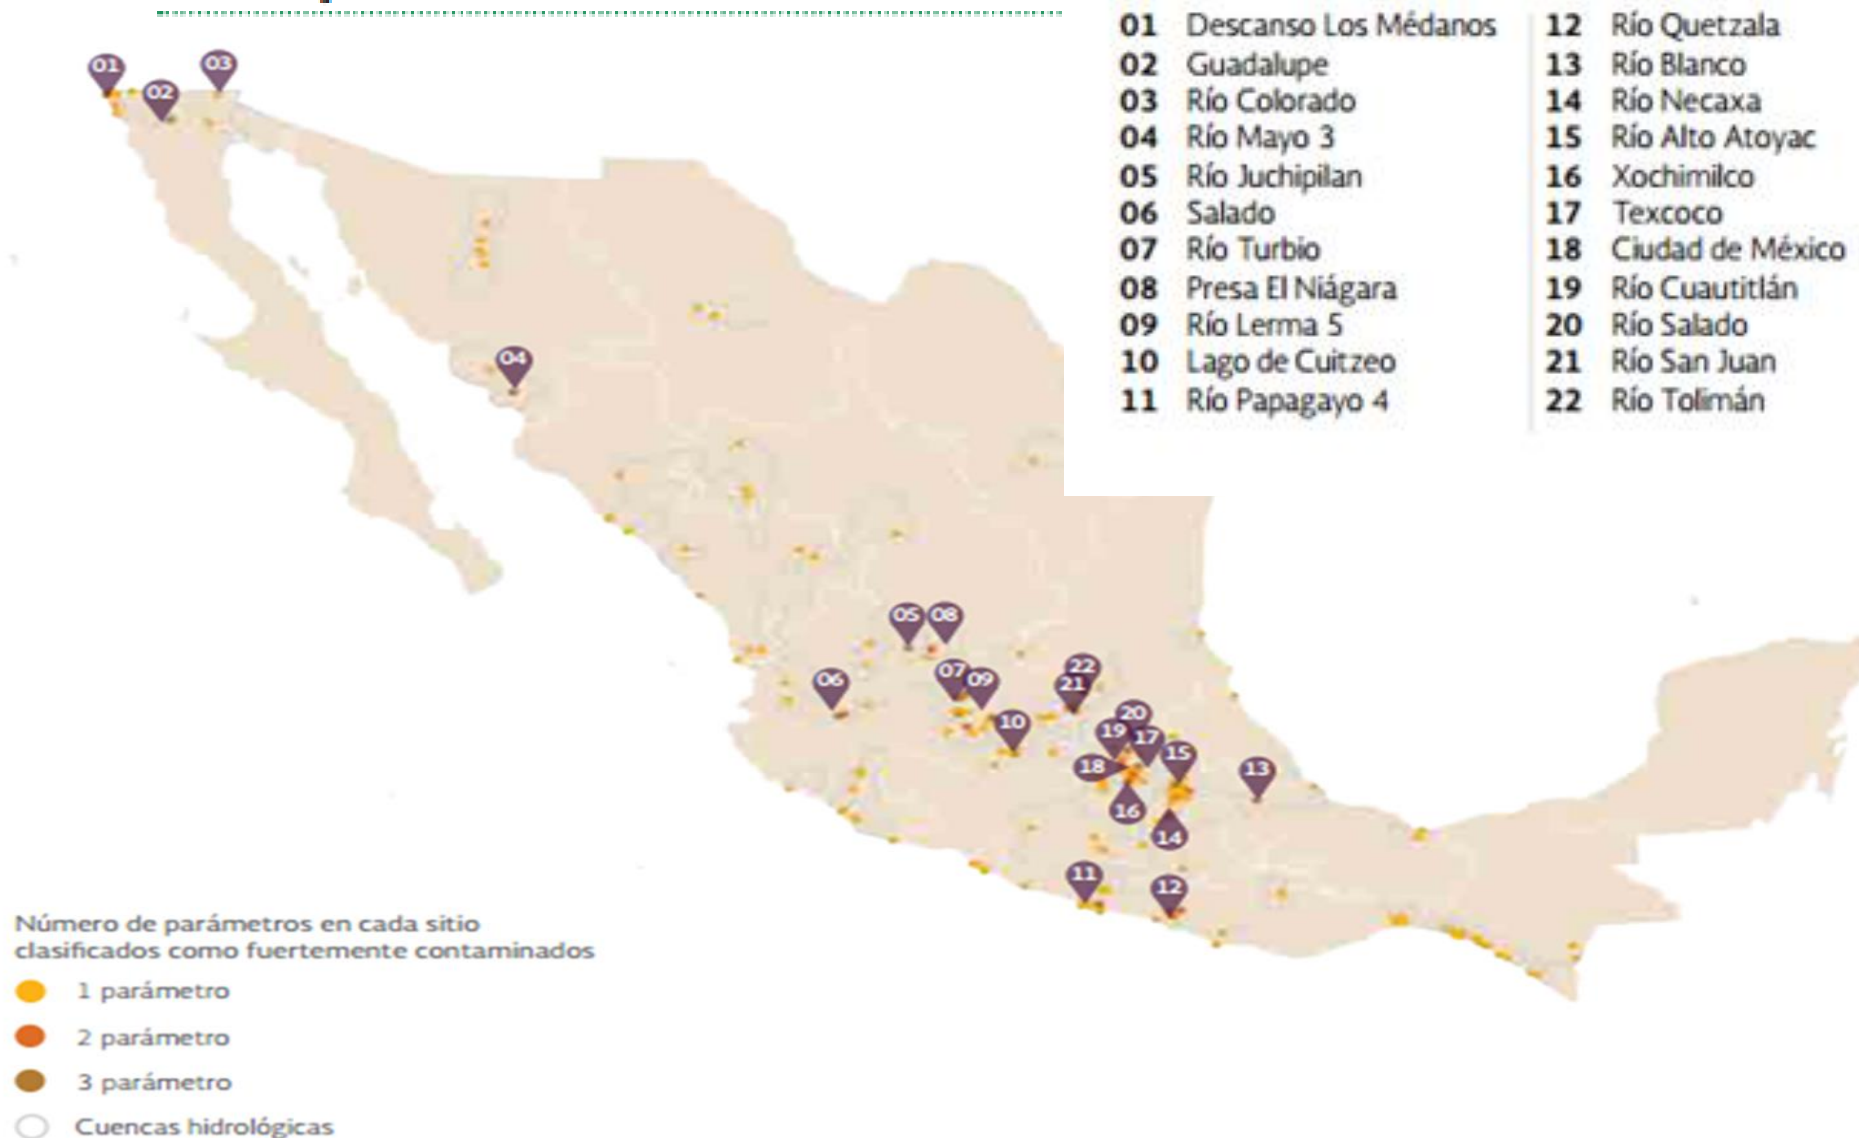 01 Descanso Los Médanos
02 Guadalupe
03 Río Colorado
04 Río Mayo 3
05 Río Juchipilan
06 Salado
07 Río Turbio
08 Presa El Niágara
09 Río Lerma 5
10 Lago de Cuitzeo
11 Río Papagayo 4
12 Río Quetzala
13 Río Blanco
14 Río Necaxa
15 Río Alto Atoyac
16 Xochimilco
17 Texcoco
18 Ciudad de México
19 Río Cuautitlán
20 Río Salado
21 Río San Juan
22 Río Tolimán
01
03
02
04
05
08
22
07
09
21
06
20
10
19
17
15
18
13
16
14
11
12
Número de parámetros en cada sitio
clasificados como fuertemente contaminados
1 parámetro
2 parámetro
3 parámetro
Cuencas hidrológicas